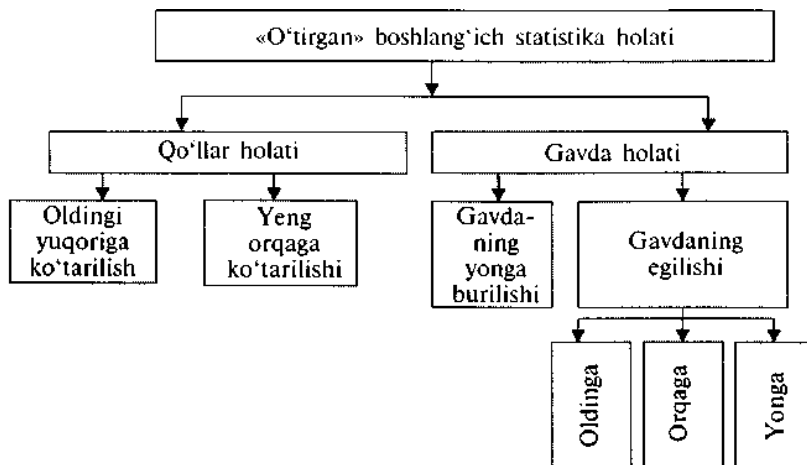 «O‘tirgan» boshlang‘ich statistika holati
Qo‘llar holati
Gavda holati
Oldingi
yuqoriga
ko‘tarilish
Yeng
orqaga
ko‘tarilishi
Gavda-
ning
yonga
burilishi
Gavdaning
egilishi
Oldinga
Orqaga
Yonga